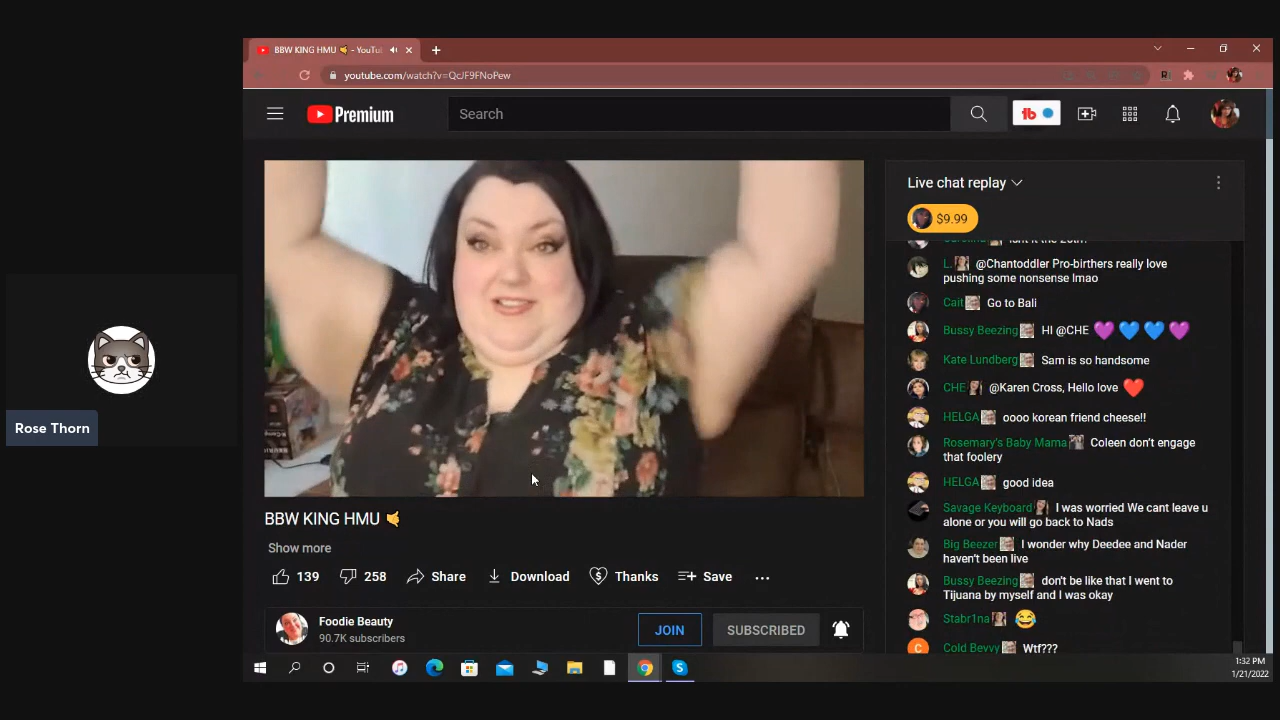 BBW KING HMU 🤙 - YouTu
youtube.com/watch?v=QcJF9FNoPew
Premium
Search
Live chat replay
$9.99
L. @Chantoddler Pro-birthers really love
pushing some nonsense lmao
Cait Go to Bali
Bussy Beezing HI @CHE 💜💙💙💜
Kate Lundberg Sam is so handsome
CHE @Karen Cross, Hello love ❤️
HELGA oooo korean friend cheese!!
Rosemary's Baby Mama Coleen don't engage
that foolery
HELGA good idea
Savage Keyboard I was worried We cant leave u
alone or you will go back to Nads
Big Beezer I wonder why Deedee and Nader
haven't been live
Bussy Beezing don't be like that I went to
Tijuana by myself and I was okay
Stabr1na 😂
Cold Bevvy Wtf???
Rose Thorn
BBW KING HMU 🤙
Show more
139
258
Share
Download
Thanks
Save
Foodie Beauty
90.7K subscribers
JOIN
SUBSCRIBED
1:32 PM
1/21/2022